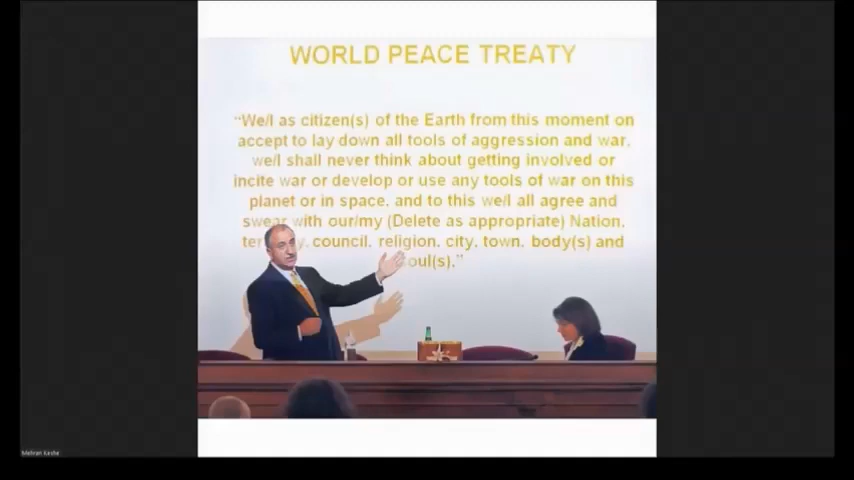 WORLD PEACE TREATY
“We/I as citizen(s) of the Earth from this moment on
accept to lay down all tools of aggression and war,
we/I shall never think about getting involved or
incite war or develop or use any tools of war on this
planet or in space, and to this we/I all agree and
swear with our/my (Delete as appropriate) Nation,
council, religion, city, town, body(s) and
oul(s).”
Mehran Keshe